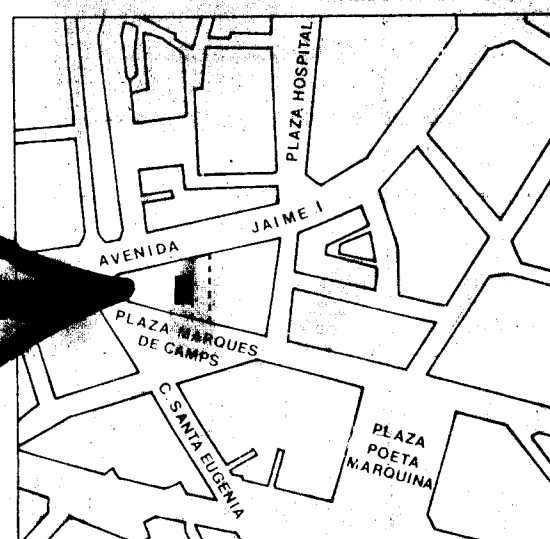 PLAZA HOSPITAL
AVENIDA JAIME I
PLAZA MARQUES
DE CAMPS
C. SANTA EUGENIA
PLAZA
POETA
MARQUINA